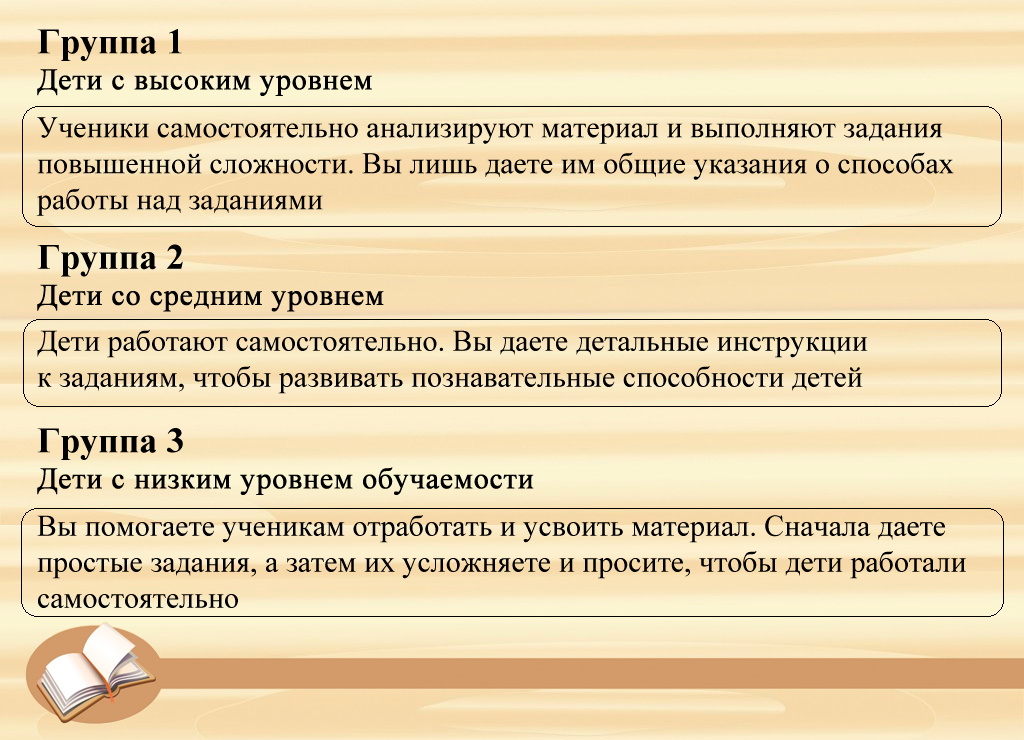 Группа 1
Дети с высоким уровнем
Ученики самостоятельно анализируют материал и выполняют задания
повышенной сложности. Вы лишь даете им общие указания о способах
работы над заданиями
Группа 2
Дети со средним уровнем
Дети работают самостоятельно. Вы даете детальные инструкции
к заданиям, чтобы развивать познавательные способности детей
Группа 3
Дети с низким уровнем обучаемости
Вы помогаете ученикам отработать и усвоить материал. Сначала даете
простые задания, а затем их усложняете и просите, чтобы дети работали
самостоятельно